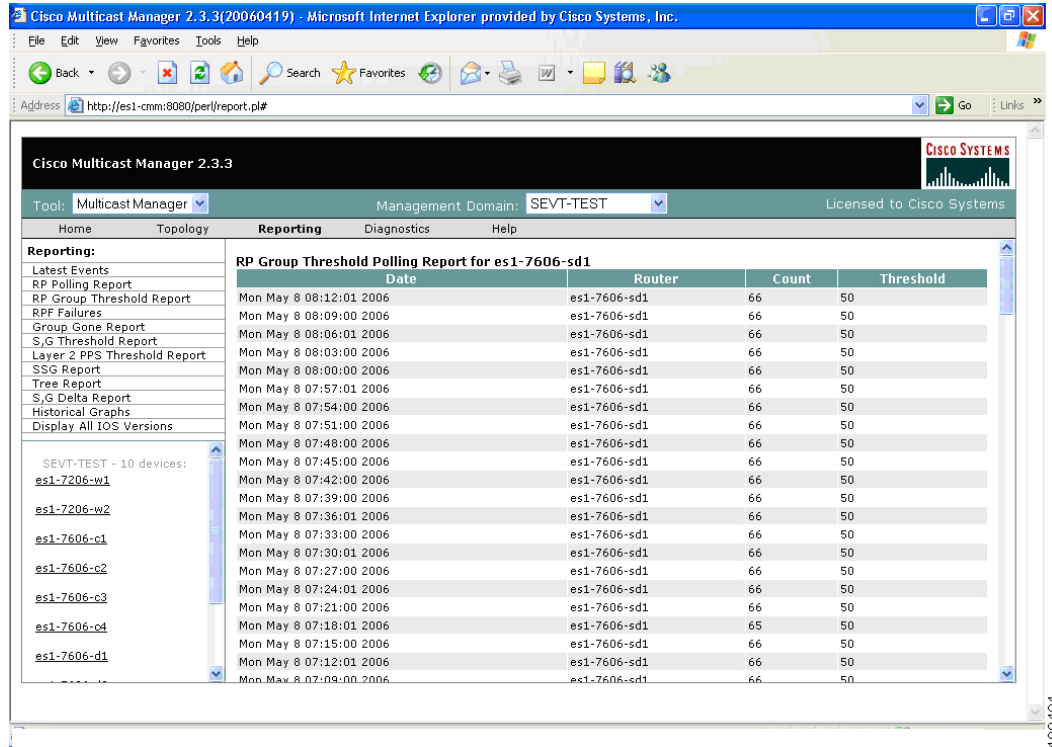 Cisco Multicast Manager 2.3.3(20060419) - Microsoft Internet Explorer provided by Cisco Systems, Inc.
File Edit View Favorites Tools Help
Back Search Favorites
Address http://es1-cmm:8080/perl/report.pl# Go Links »
Cisco Multicast Manager 2.3.3
CISCO SYSTEMS
Tool: Multicast Manager Management Domain: SEVT-TEST Licensed to Cisco Systems
Home Topology Reporting Diagnostics Help
Reporting:
Latest Events
RP Polling Report
RP Group Threshold Report
RPF Failures
Group Gone Report
S,G Threshold Report
Layer 2 PPS Threshold Report
SSG Report
Tree Report
S,G Delta Report
Historical Graphs
Display All IOS Versions
SEVT-TEST - 10 devices:
es1-7206-w1
es1-7206-w2
es1-7606-c1
es1-7606-c2
es1-7606-c3
es1-7606-c4
es1-7606-d1
RP Group Threshold Polling Report for es1-7606-sd1
Date Router Count Threshold
Mon May 8 08:12:01 2006 es1-7606-sd1 66 50
Mon May 8 08:09:00 2006 es1-7606-sd1 66 50
Mon May 8 08:06:01 2006 es1-7606-sd1 66 50
Mon May 8 08:03:00 2006 es1-7606-sd1 66 50
Mon May 8 08:00:00 2006 es1-7606-sd1 66 50
Mon May 8 07:57:01 2006 es1-7606-sd1 66 50
Mon May 8 07:54:00 2006 es1-7606-sd1 66 50
Mon May 8 07:51:00 2006 es1-7606-sd1 66 50
Mon May 8 07:48:00 2006 es1-7606-sd1 66 50
Mon May 8 07:45:00 2006 es1-7606-sd1 66 50
Mon May 8 07:42:00 2006 es1-7606-sd1 66 50
Mon May 8 07:39:00 2006 es1-7606-sd1 66 50
Mon May 8 07:36:01 2006 es1-7606-sd1 66 50
Mon May 8 07:33:00 2006 es1-7606-sd1 66 50
Mon May 8 07:30:01 2006 es1-7606-sd1 66 50
Mon May 8 07:27:00 2006 es1-7606-sd1 66 50
Mon May 8 07:24:01 2006 es1-7606-sd1 66 50
Mon May 8 07:21:00 2006 es1-7606-sd1 66 50
Mon May 8 07:18:01 2006 es1-7606-sd1 65 50
Mon May 8 07:15:00 2006 es1-7606-sd1 66 50
Mon May 8 07:12:01 2006 es1-7606-sd1 66 50
Mon May 8 07:09:00 2006 es1-7606-sd1 66 50